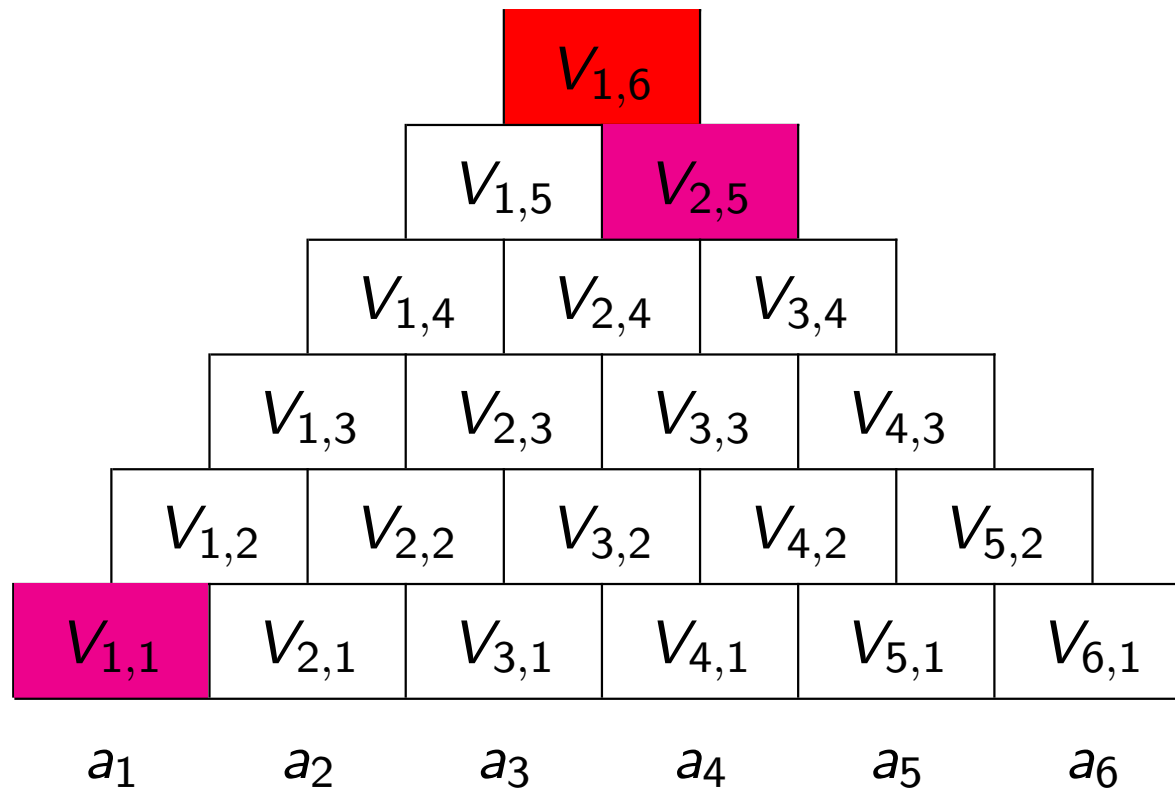 V1,6
V1,5 V2,5
V1,4 V2,4 V3,4
V1,3 V2,3 V3,3 V4,3
V1,2 V2,2 V3,2 V4,2 V5,2
V1,1 V2,1 V3,1 V4,1 V5,1 V6,1
a1 a2 a3 a4 a5 a6